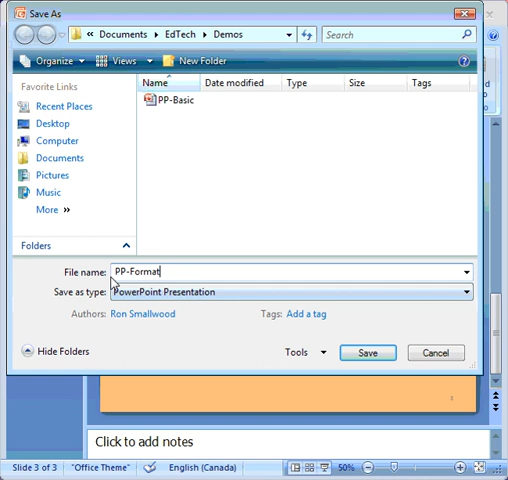 Save As
« Documents EdTech Demos Search
Organize Views New Folder ?
Favorite Links
Name Date modified Type Size Tags
Recent Places
PP-Basic
Desktop
Computer
Documents
Pictures
Music
More »
Folders
File name: PP-Format
Save as type: PowerPoint Presentation
Authors: Ron Smallwood Tags: Add a tag
Hide Folders Tools Save Cancel
Click to add notes
Slide 3 of 3 "Office Theme" English (Canada) 50%